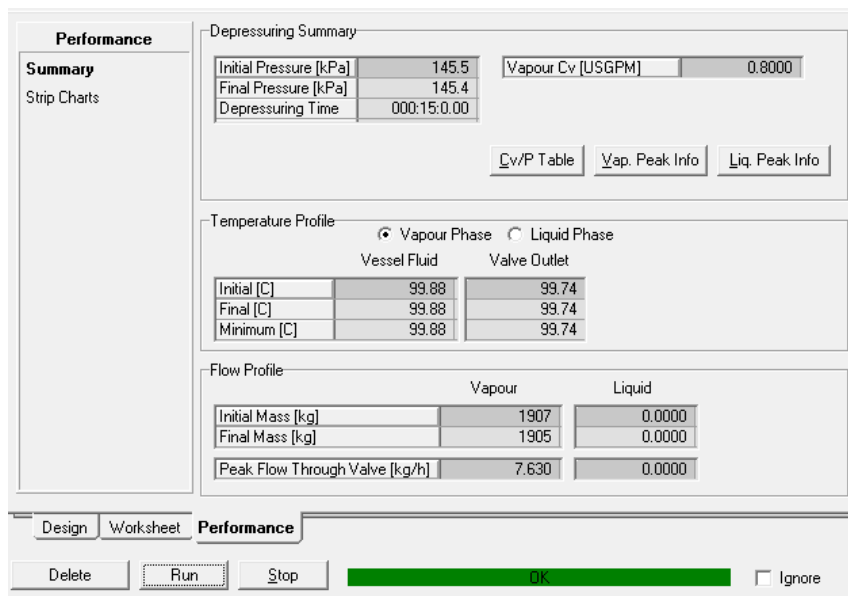 Performance
Summary
Strip Charts
Depressuring Summary
Initial Pressure [kPa] 145.5
Final Pressure [kPa] 145.4
Depressuring Time 000:15:0.00
Vapour Cv [USGPM] 0.8000
Cv/P Table Vap. Peak Info Liq. Peak Info
Temperature Profile
Vapour Phase Liquid Phase
Vessel Fluid Valve Outlet
Initial [C] 99.88 99.74
Final [C] 99.88 99.74
Minimum [C] 99.88 99.74
Flow Profile
Vapour Liquid
Initial Mass [kg] 1907 0.0000
Final Mass [kg] 1905 0.0000
Peak Flow Through Valve [kg/h] 7.630 0.0000
Design Worksheet Performance
Delete Run Stop OK Ignore